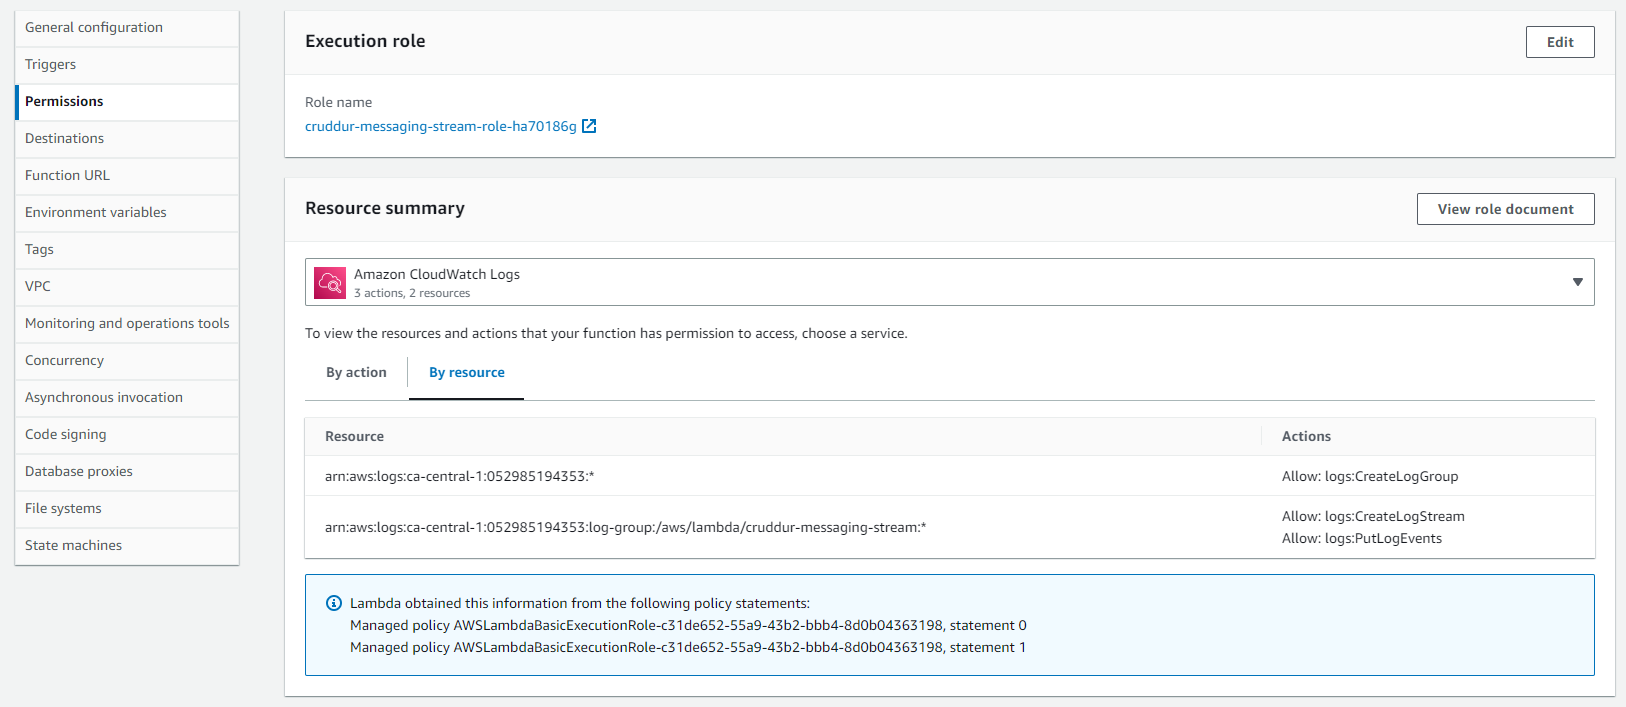 General configuration
Triggers
Permissions
Destinations
Function URL
Environment variables
Tags
VPC
Monitoring and operations tools
Concurrency
Asynchronous invocation
Code signing
Database proxies
File systems
State machines
Execution role
Edit
Role name
cruddur-messaging-stream-role-ha70186g
Resource summary
View role document
Amazon CloudWatch Logs
3 actions, 2 resources
To view the resources and actions that your function has permission to access, choose a service.
By action
By resource
Resource
Actions
arn:aws:logs:ca-central-1:052985194353:*
Allow: logs:CreateLogGroup
arn:aws:logs:ca-central-1:052985194353:log-group:/aws/lambda/cruddur-messaging-stream:*
Allow: logs:CreateLogStream
Allow: logs:PutLogEvents
Lambda obtained this information from the following policy statements:
Managed policy AWSLambdaBasicExecutionRole-c31de652-55a9-43b2-bbb4-8d0b04363198, statement 0
Managed policy AWSLambdaBasicExecutionRole-c31de652-55a9-43b2-bbb4-8d0b04363198, statement 1